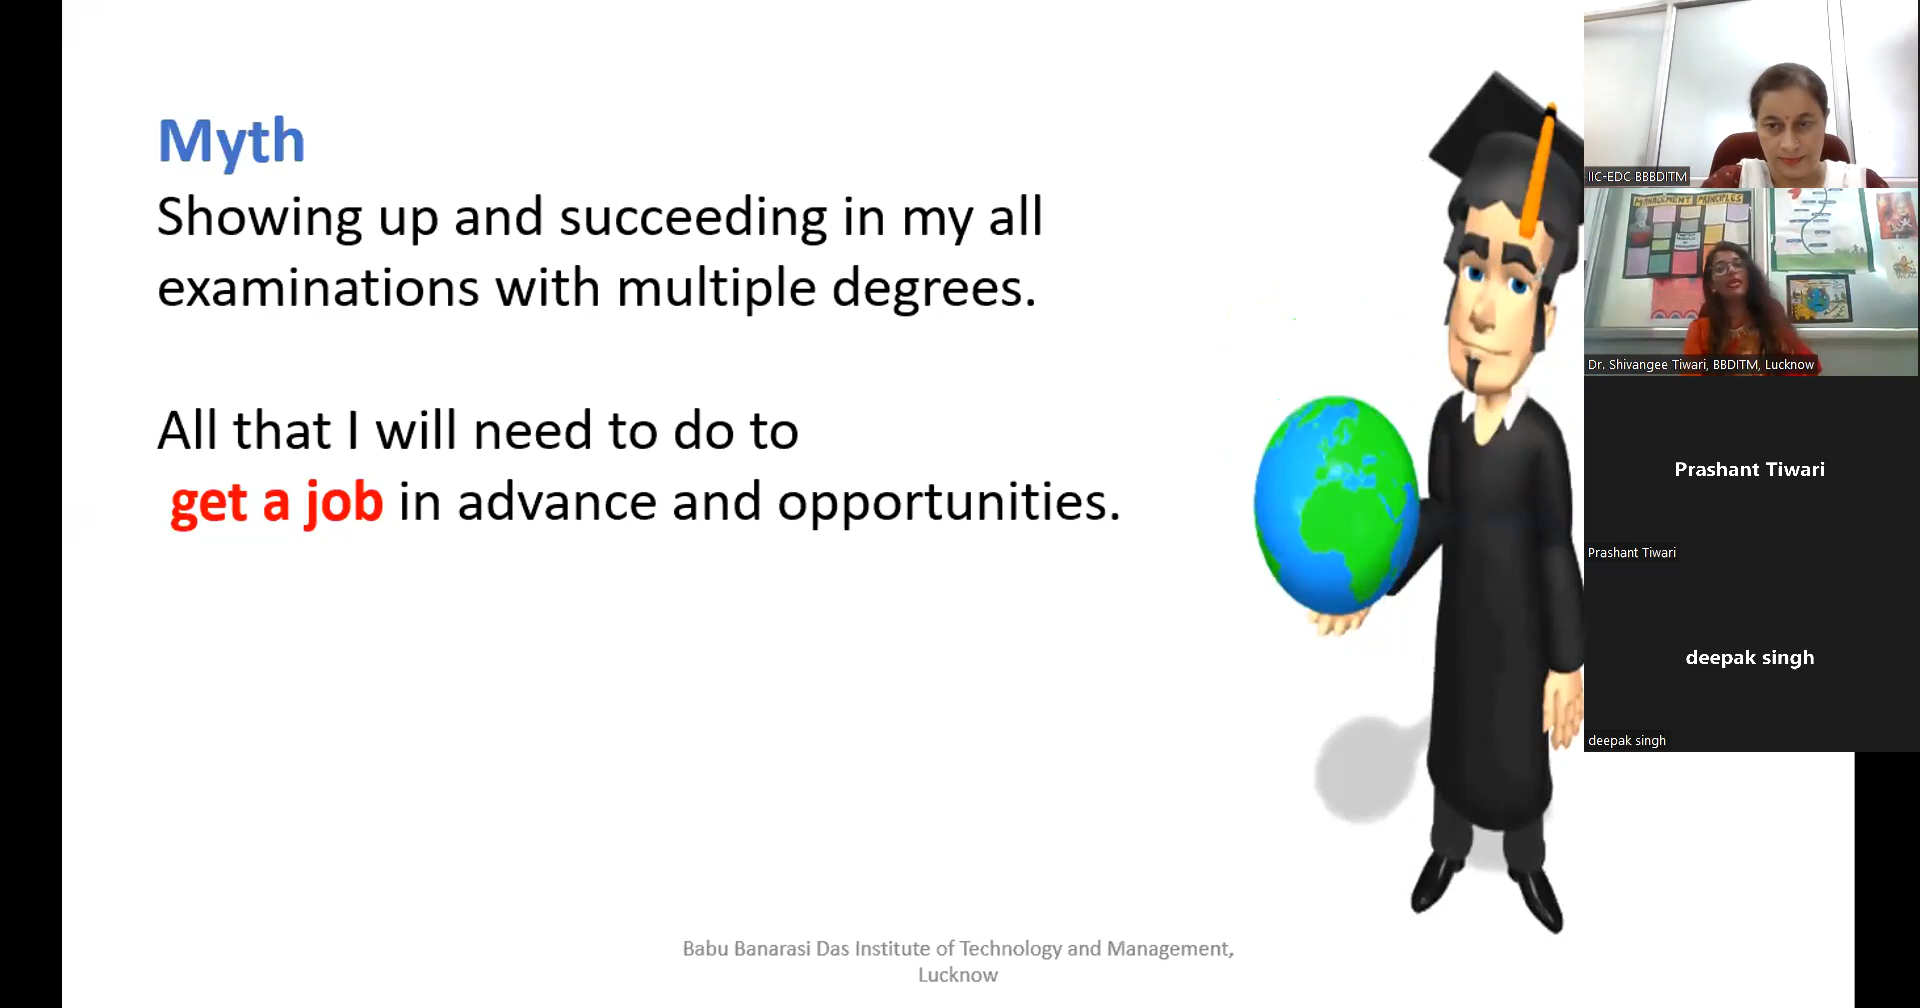 Myth
Showing up and succeeding in my all
examinations with multiple degrees.
All that I will need to do to
get a job in advance and opportunities.
Babu Banarasi Das Institute of Technology and Management,
Lucknow
IIC-EDC BBBDITM
MANAGEMENT PRINCIPLES
Dr. Shivangee Tiwari, BBDITM, Lucknow
Prashant Tiwari
Prashant Tiwari
deepak singh
deepak singh